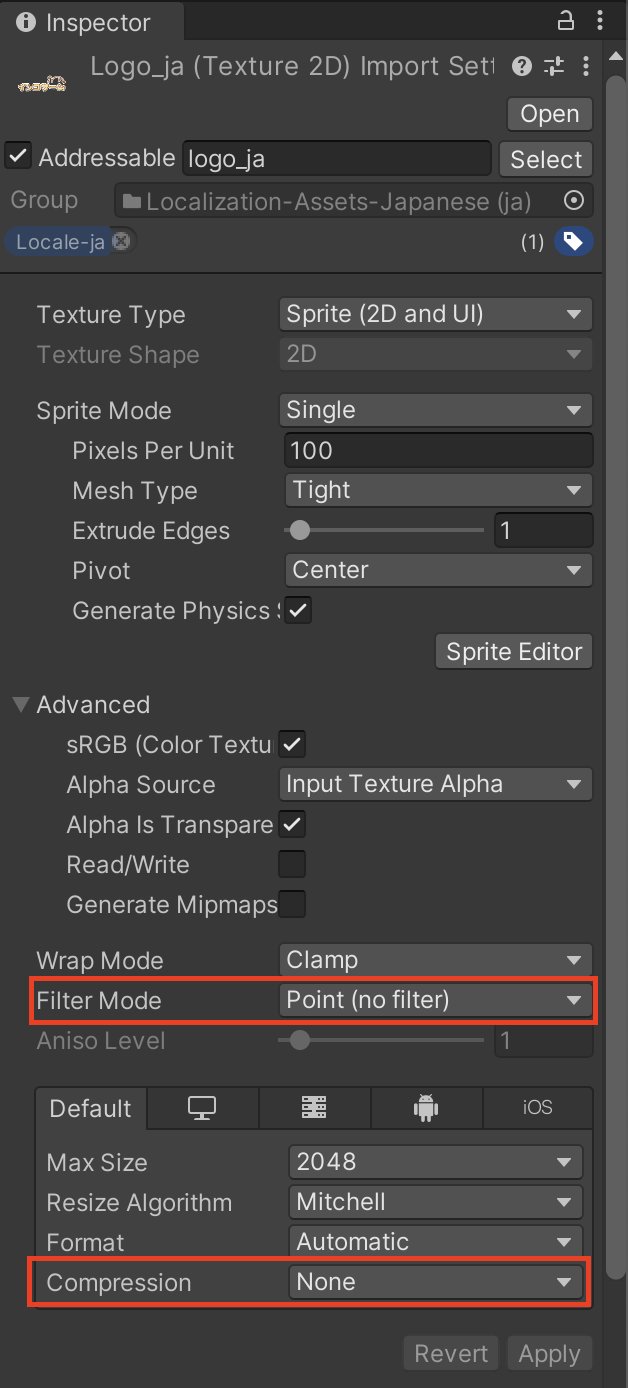 Inspector
Logo_ja (Texture 2D) Import Sett
Open
Addressable logo_ja Select
Group Localization-Assets-Japanese (ja)
Locale-ja (1)
Texture Type Sprite (2D and UI)
Texture Shape 2D
Sprite Mode Single
Pixels Per Unit 100
Mesh Type Tight
Extrude Edges 1
Pivot Center
Generate Physics S
Sprite Editor
Advanced
sRGB (Color Textu
Alpha Source Input Texture Alpha
Alpha Is Transpare
Read/Write
Generate Mipmaps
Wrap Mode Clamp
Filter Mode Point (no filter)
Aniso Level 1
Default iOS
Max Size 2048
Resize Algorithm Mitchell
Format Automatic
Compression None
Revert Apply